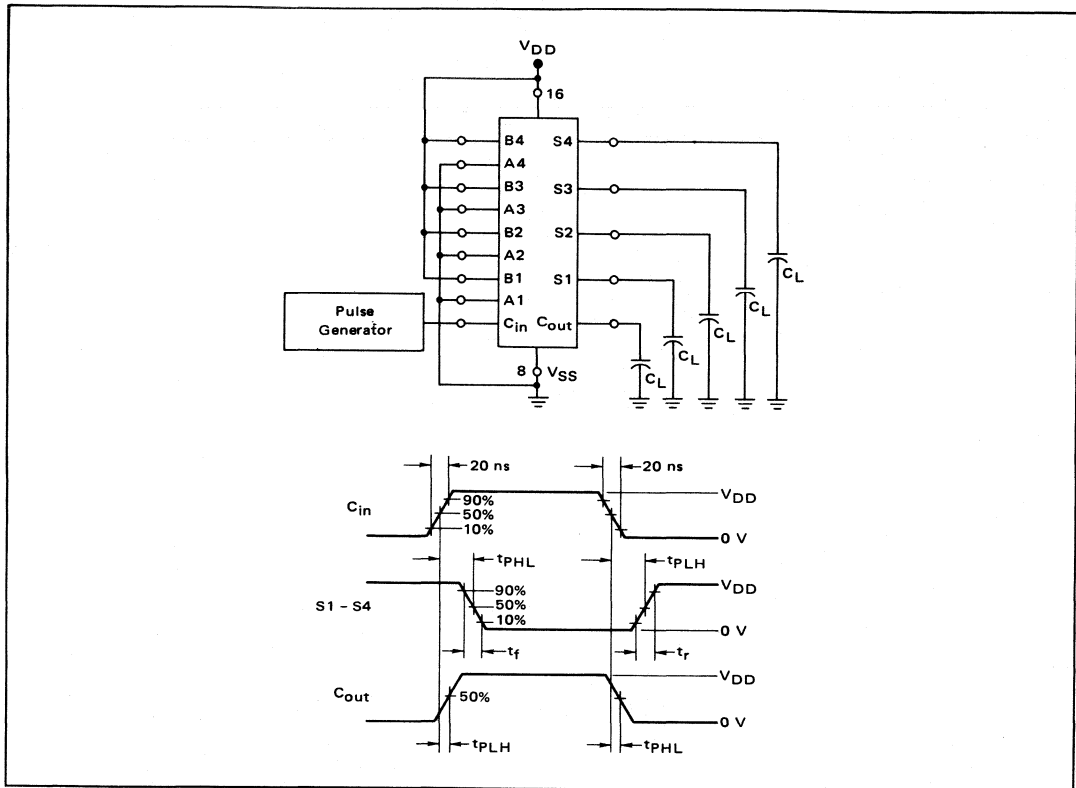 VDD
16
B4 S4
A4
B3 S3
A3
B2 S2
A2
B1 S1
A1
Cin Cout
Pulse
Generator
8 VSS
CL
CL
CL
CL
CL
20 ns 20 ns
Cin
90%
50%
10%
VDD
0 V
tPHL tPLH
S1 - S4
90%
50%
10%
VDD
0 V
tf tr
Cout
50%
VDD
0 V
tPLH tPHL